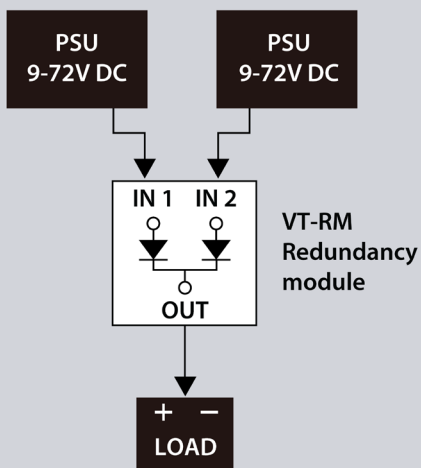 PSU
9-72V DC
PSU
9-72V DC
IN 1 IN 2
OUT
VT-RM
Redundancy
module
+ −
LOAD